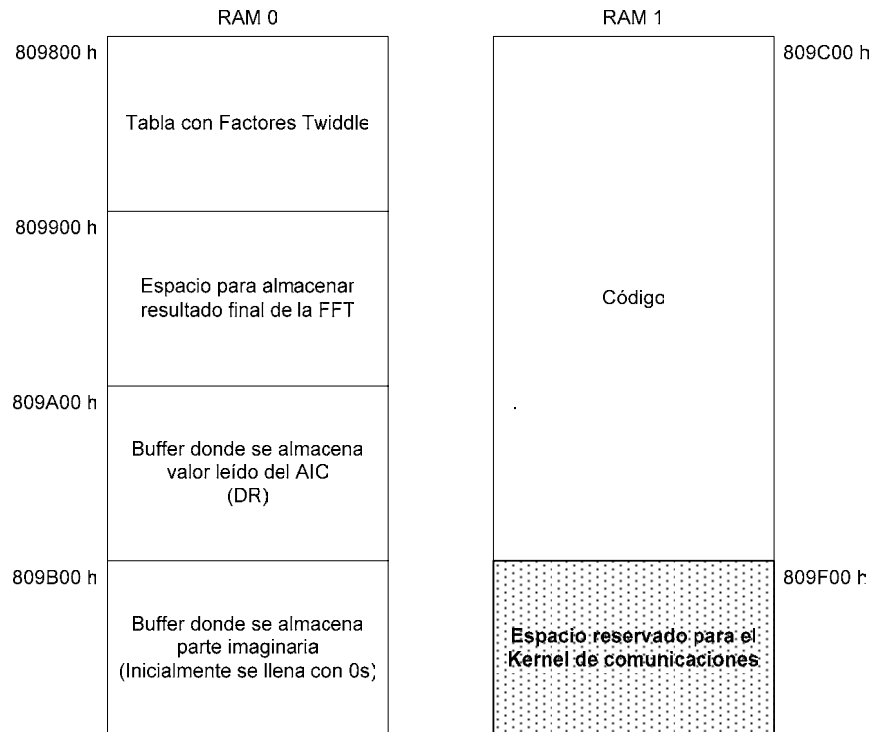 RAM 0
809800 h
Tabla con Factores Twiddle
809900 h
Espacio para almacenar
resultado final de la FFT
809A00 h
Buffer donde se almacena
valor leído del AIC
(DR)
809B00 h
Buffer donde se almacena
parte imaginaria
(Inicialmente se llena con 0s)
RAM 1
809C00 h
Código
809F00 h
Espacio reservado para el
Kernel de comunicaciones